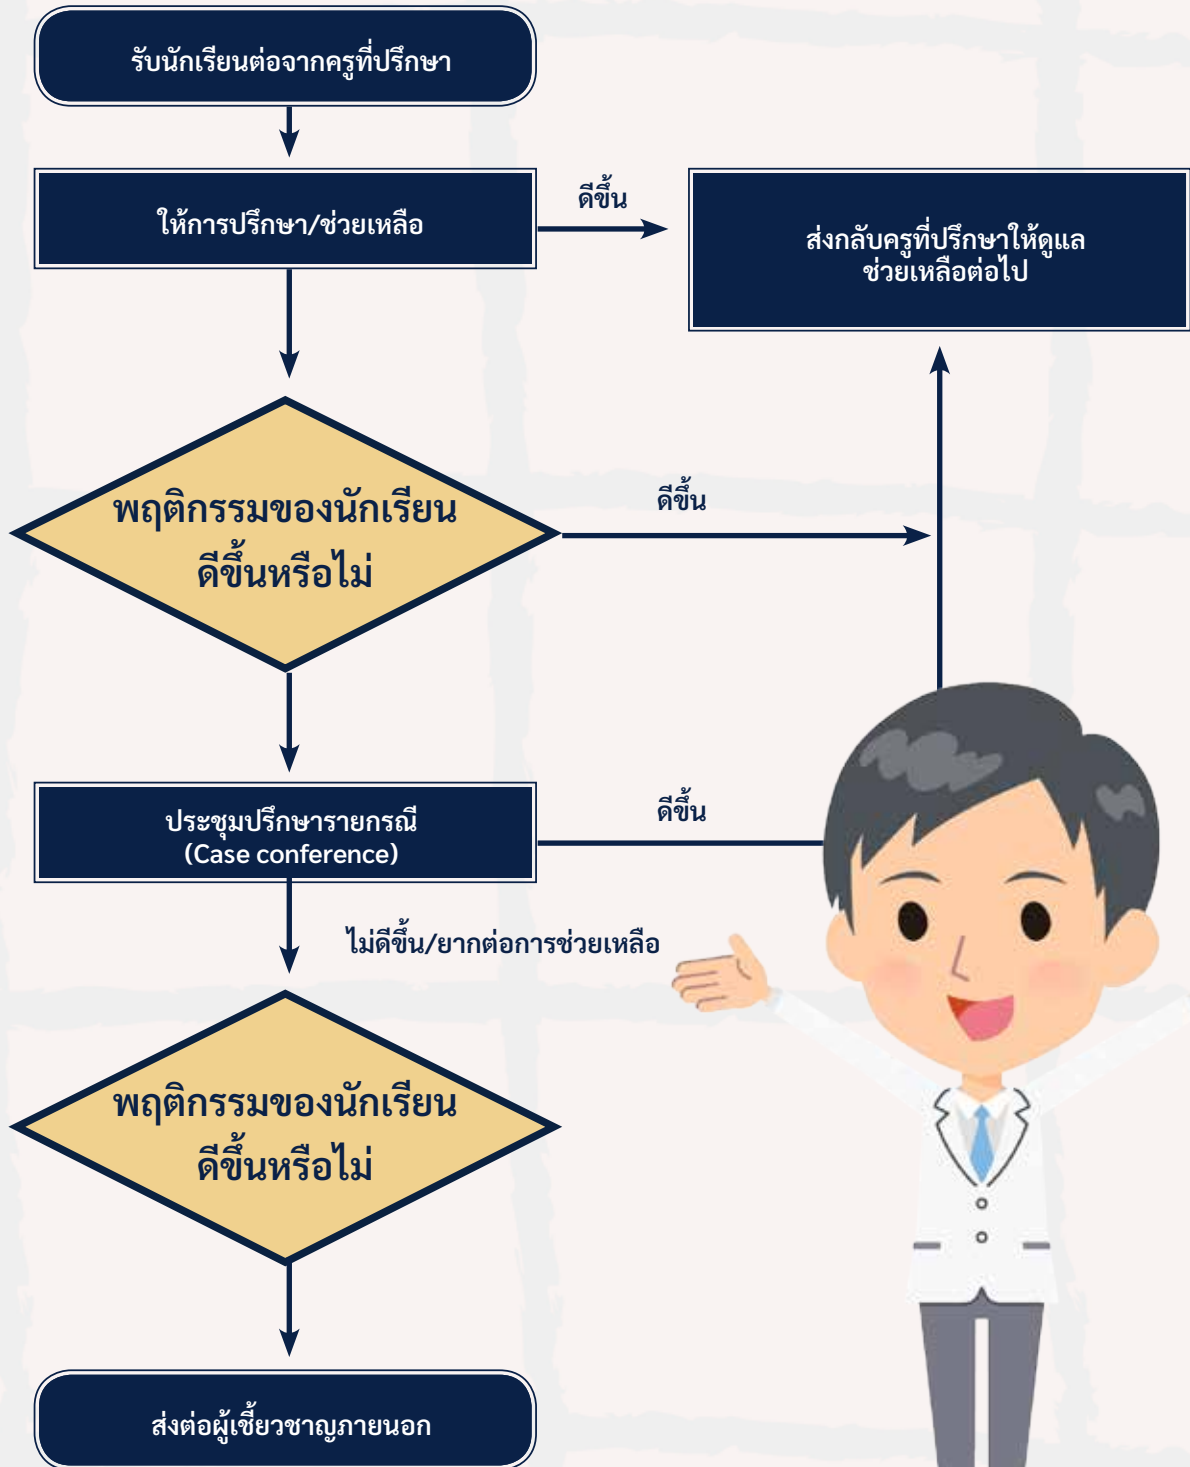 รับนักเรียนต่อจากครูที่ปรึกษา
ให้การปรึกษา/ช่วยเหลือ
ดีขึ้น
ส่งกลับครูที่ปรึกษาให้ดูแล
ช่วยเหลือต่อไป
พฤติกรรมของนักเรียน
ดีขึ้นหรือไม่
ดีขึ้น
ประชุมปรึกษารายกรณี
(Case conference)
ดีขึ้น
ไม่ดีขึ้น/ยากต่อการช่วยเหลือ
พฤติกรรมของนักเรียน
ดีขึ้นหรือไม่
ส่งต่อผู้เชี้ยวชาญภายนอก